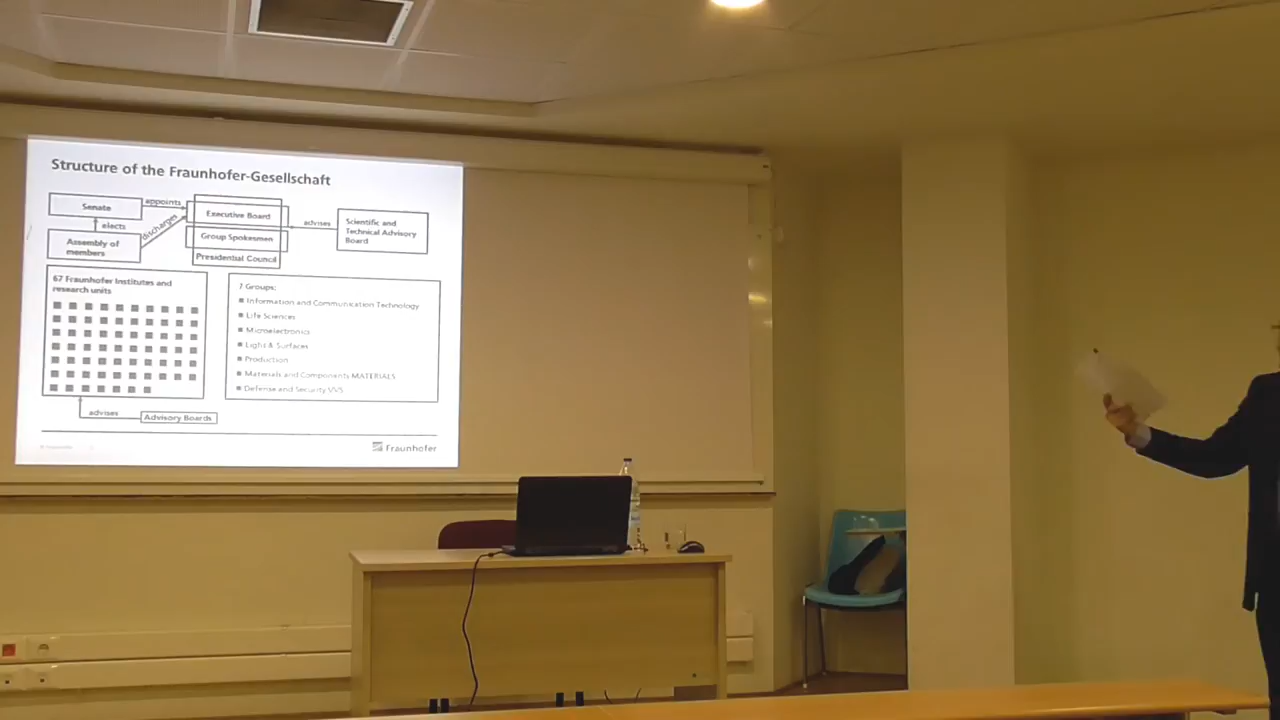 Structure of the Fraunhofer-Gesellschaft
Senate
appoints
Executive Board
advises
Scientific and
Technical Advisory
Board
elects
discharges
Group Spokesmen
Assembly of
members
Presidential Council
67 Fraunhofer Institutes and
research units
7 Groups:
Information and Communication Technology
Life Sciences
Microelectronics
Light & Surfaces
Production
Materials and Components MATERIALS
Defense and Security VVS
advises
Advisory Boards
Fraunhofer